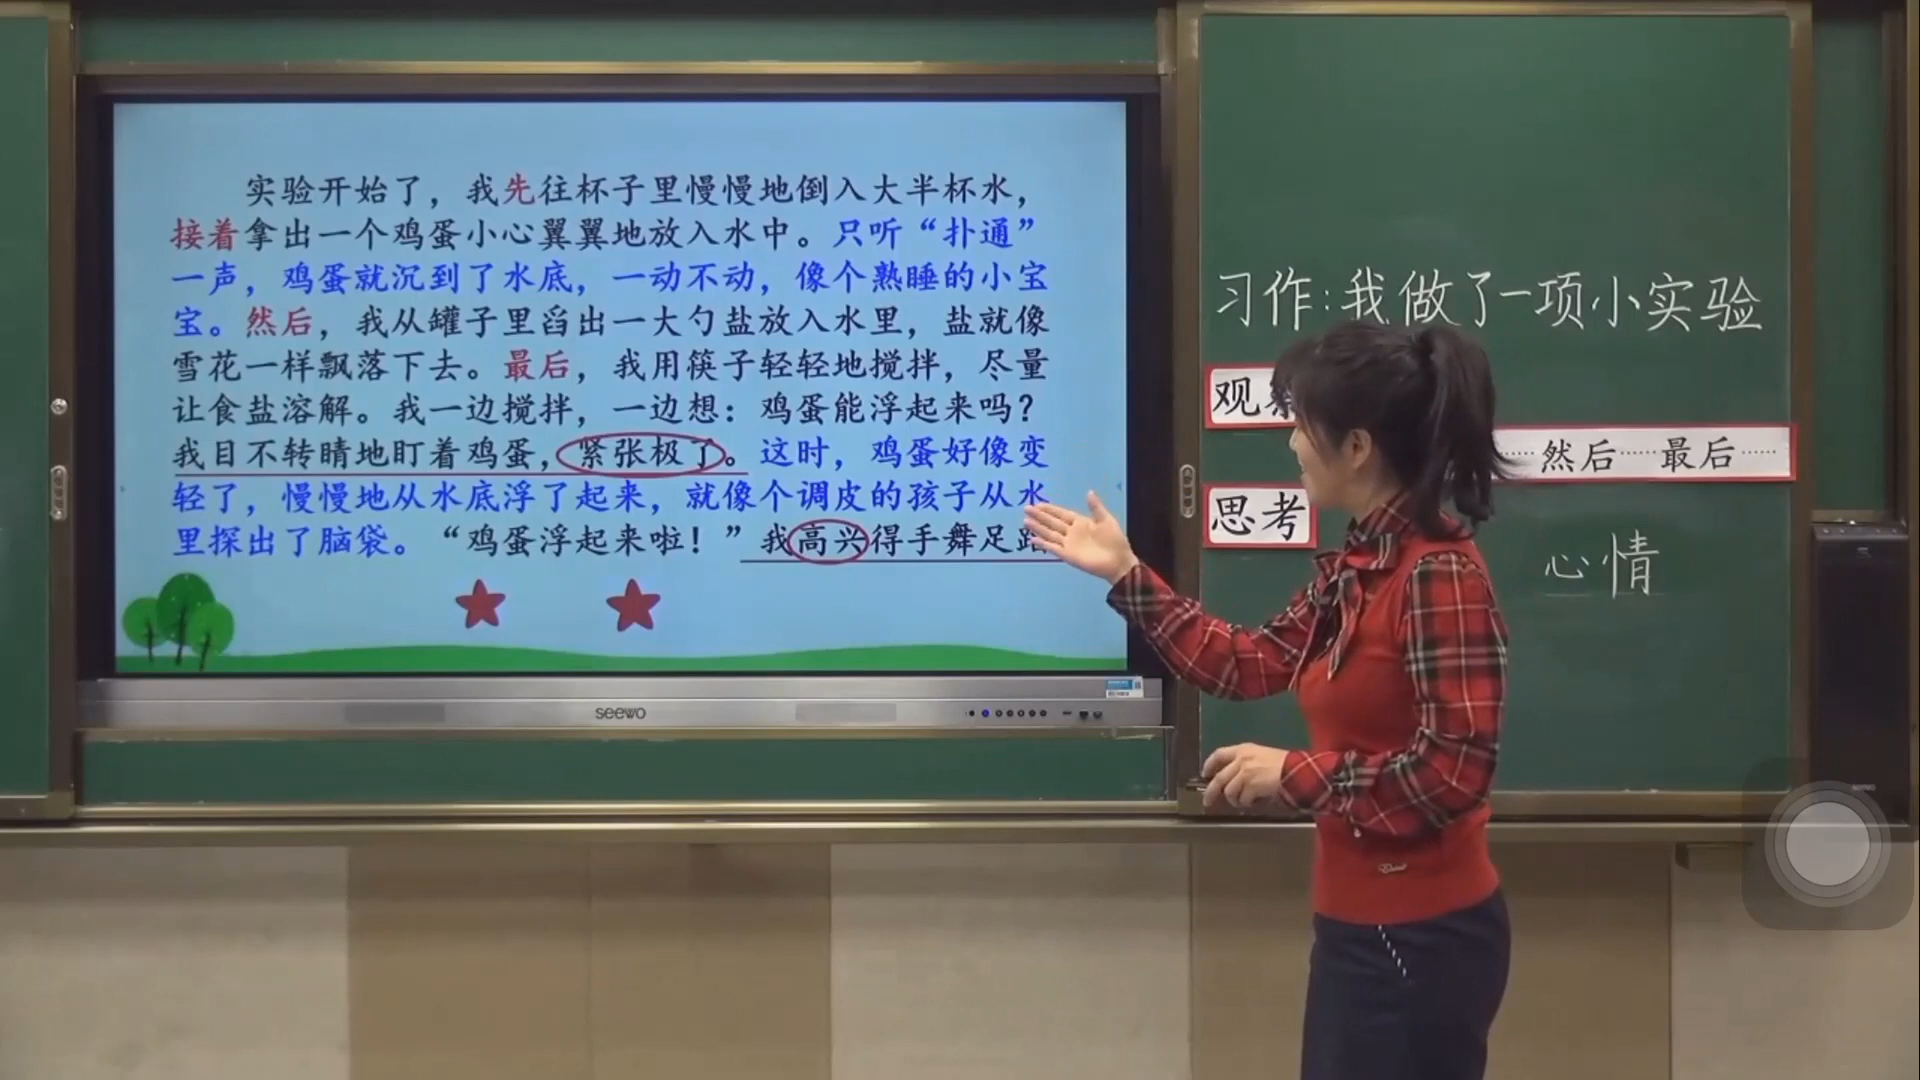 实验开始了，我先往杯子里慢慢地倒入大半杯水，
接着拿出一个鸡蛋小心翼翼地放入水中。只听“扑通”
一声，鸡蛋就沉到了水底，一动不动，像个熟睡的小宝
宝。然后，我从罐子里舀出一大勺盐放入水里，盐就像
雪花一样飘落下去。最后，我用筷子轻轻地搅拌，尽量
让食盐溶解。我一边搅拌，一边想：鸡蛋能浮起来吗？
我目不转睛地盯着鸡蛋，紧张极了。这时，鸡蛋好像变
轻了，慢慢地从水底浮了起来，就像个调皮的孩子从水
里探出了脑袋。“鸡蛋浮起来啦！”我高兴得手舞足蹈
seewo
习作：我做了一项小实验
观察
……然后……最后……
思考
心情